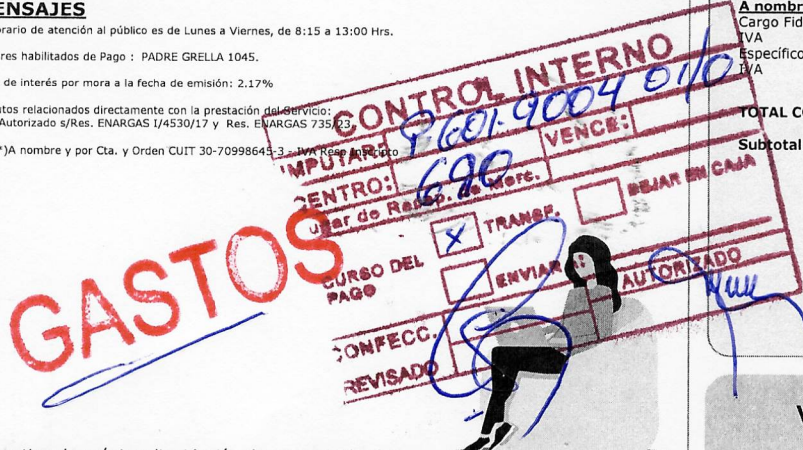 ENSAJES
orario de atención al público es de Lunes a Viernes, de 8:15 a 13:00 Hrs.
res habilitados de Pago : PADRE GRELLA 1045.
de interés por mora a la fecha de emisión: 2.17%
tos relacionados directamente con la prestación del Servicio:
Autorizado s/Res. ENARGAS I/4530/17 y Res. ENARGAS 735/23
*)A nombre y por Cta. y Orden CUIT 30-70998645-3 - IVA Resp Inscripto
A nombr
Cargo Fid
IVA
Específico
IVA
TOTAL CO
Subtotal
CONTROL INTERNO
IMPUTAR:
VENCE:
CENTRO: 690
Lugar de Recep. de Merc.
X TRANSF.
DEJAR EN CAJA
CURSO DEL
PAGO
ENVIAR
AUTORIZADO
CONFECC.
REVISADO
GASTOS